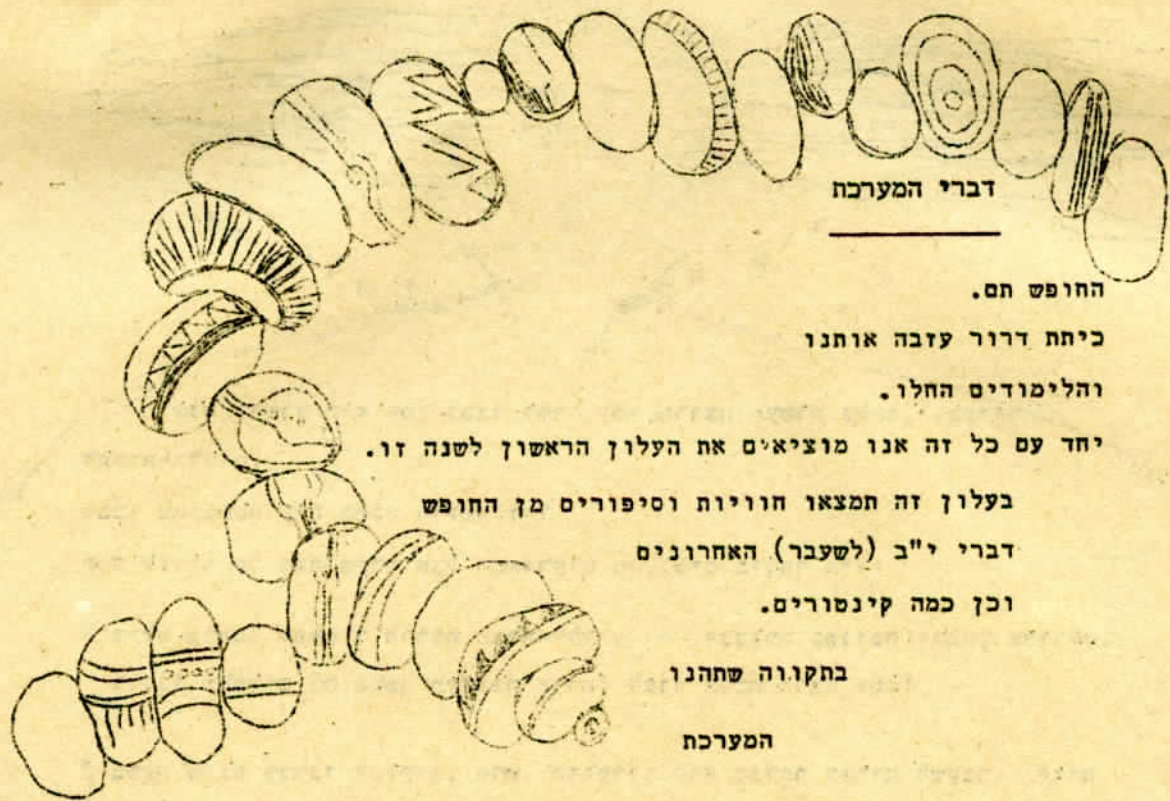 דברי המערכת
החופש תם.
כיתת דרור עזבה אותנו
והלימודים החלו.
יחד עם כל זה אנו מוציאים את העלון הראשון לשנה זו.
בעלון זה תמצאו חוויות וסיפורים מן החופש
דברי י"ב (לשעבר) האחרונים
וכן כמה קינטורים.
בתקווה שתהנו
המערכת